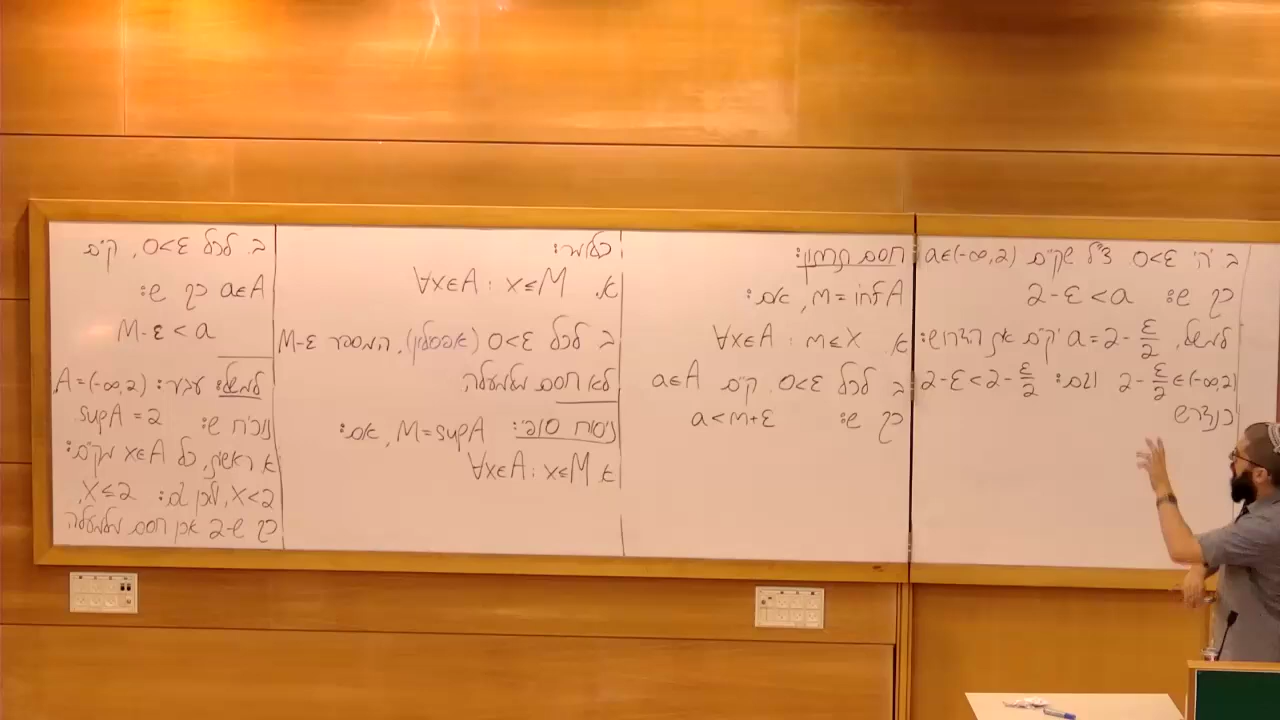 כלומר:
א. ∀x∈A : x≤M
ב. לכל 0<ε (אפסילון), המספר M-ε
לא חסם מלמעלה
ניסוח סופי: M=supA, אם:
א. ∀x∈A : x≤M
ב. לכל 0<ε, קיים
a∈A כך ש:
M-ε < a
למשל: עבור: A=(-∞,2)
נוכיח ש: supA = 2
א. ראשית, כל x∈A מקיים:
x<2, ולכן גם: x≤2,
כך ש-2 אכן חסם מלמעלה
ב. יהי 0<ε צ"ל שקיים a∈(-∞,2)
כך ש: 2-ε<a
למשל, a=2-ε/2 יקיים את הדרוש:
2-ε/2∈(-∞,2) וגם: 2-ε<2-ε/2
כנדרש
חסם תחתון:
m=infA, אם:
א. ∀x∈A : m≤x
ב. לכל 0<ε, קיים a∈A
כך ש: a<m+ε